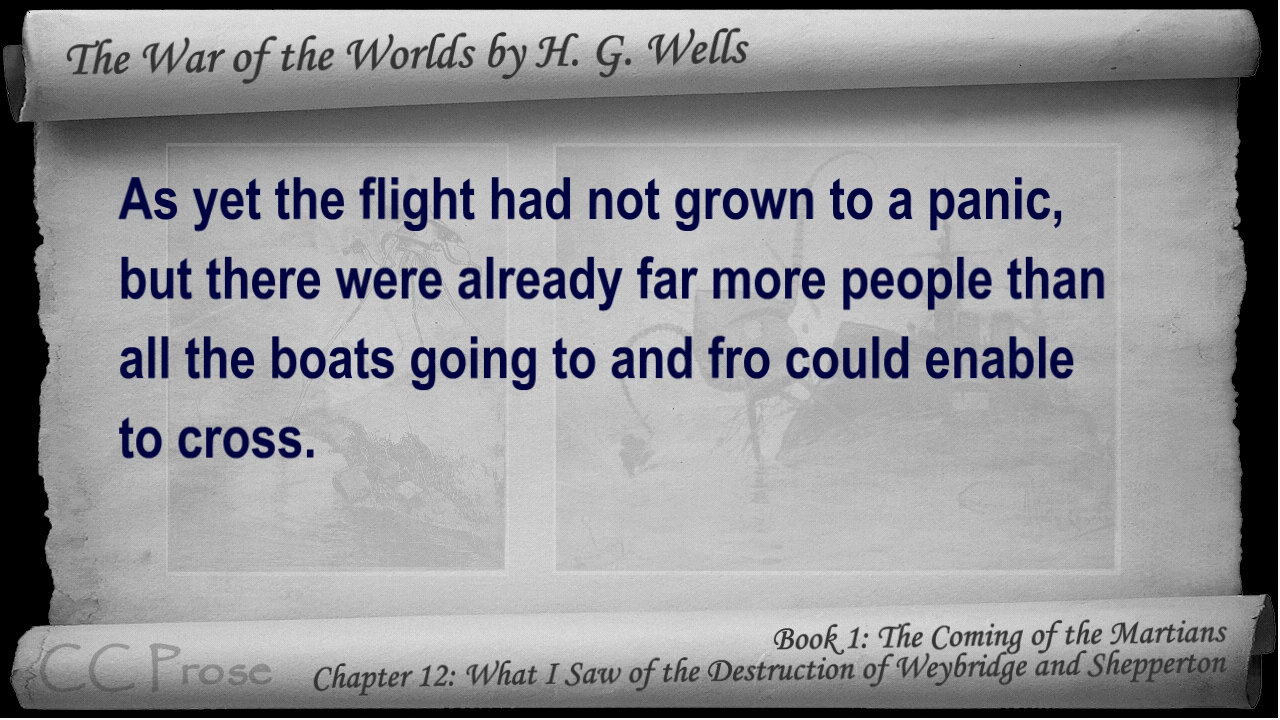 The War of the Worlds by H. G. Wells
As yet the flight had not grown to a panic,
but there were already far more people than
all the boats going to and fro could enable
to cross.
Book 1: The Coming of the Martians
CC Prose
Chapter 12: What I Saw of the Destruction of Weybridge and Shepperton